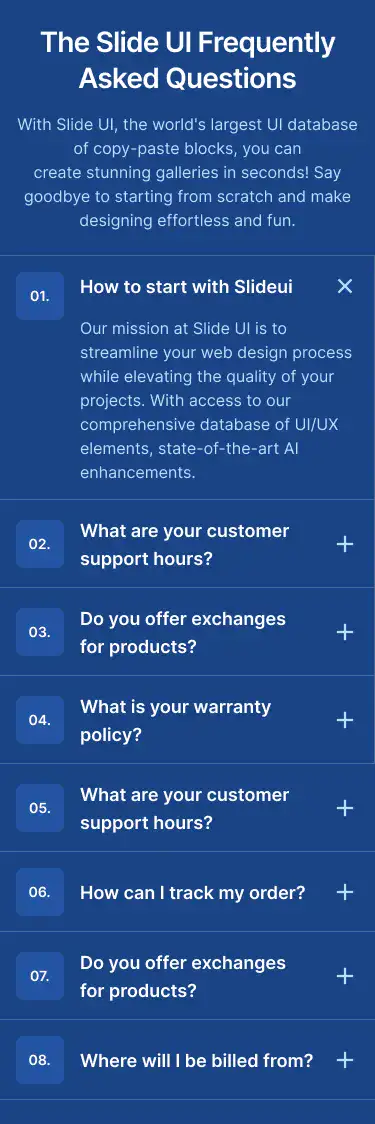 The Slide UI Frequently
Asked Questions
With Slide UI, the world's largest UI database
of copy-paste blocks, you can
create stunning galleries in seconds! Say
goodbye to starting from scratch and make
designing effortless and fun.
01.
How to start with Slideui
Our mission at Slide UI is to
streamline your web design process
while elevating the quality of your
projects. With access to our
comprehensive database of UI/UX
elements, state-of-the-art AI
enhancements.
02.
What are your customer
support hours?
03.
Do you offer exchanges
for products?
04.
What is your warranty
policy?
05.
What are your customer
support hours?
06.
How can I track my order?
07.
Do you offer exchanges
for products?
08.
Where will I be billed from?